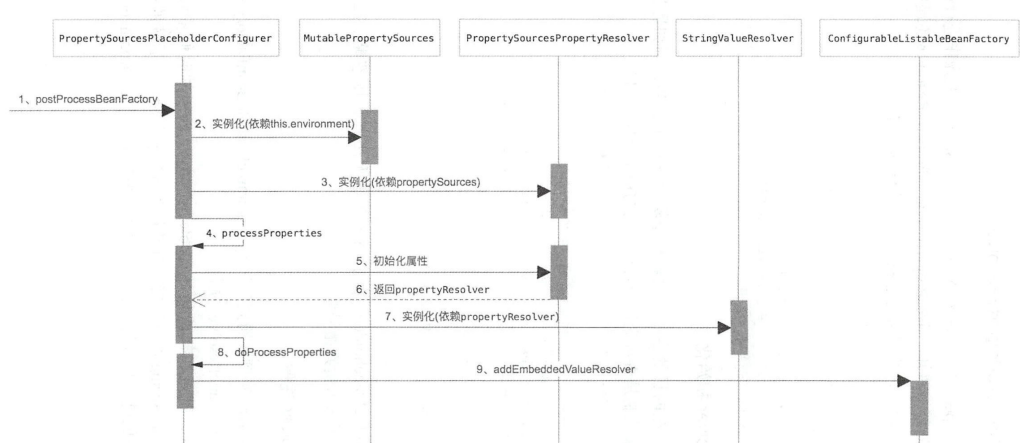 PropertySourcesPlaceholderConfigurer
MutablePropertySources
PropertySourcesPropertyResolver
StringValueResolver
ConfigurableListableBeanFactory
1、postProcessBeanFactory
2、实例化(依赖this.environment)
3、实例化(依赖propertySources)
4、processProperties
5、初始化属性
6、返回propertyResolver
7、实例化(依赖propertyResolver)
8、doProcessProperties
9、addEmbeddedValueResolver